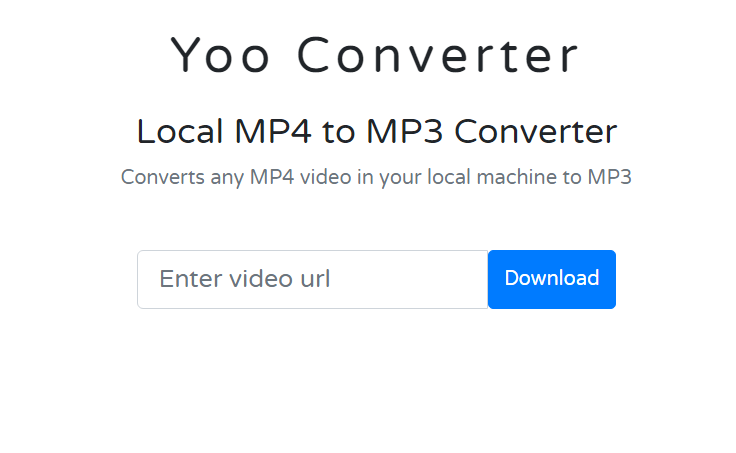 Yoo Converter
Local MP4 to MP3 Converter
Converts any MP4 video in your local machine to MP3
Enter video url
Download